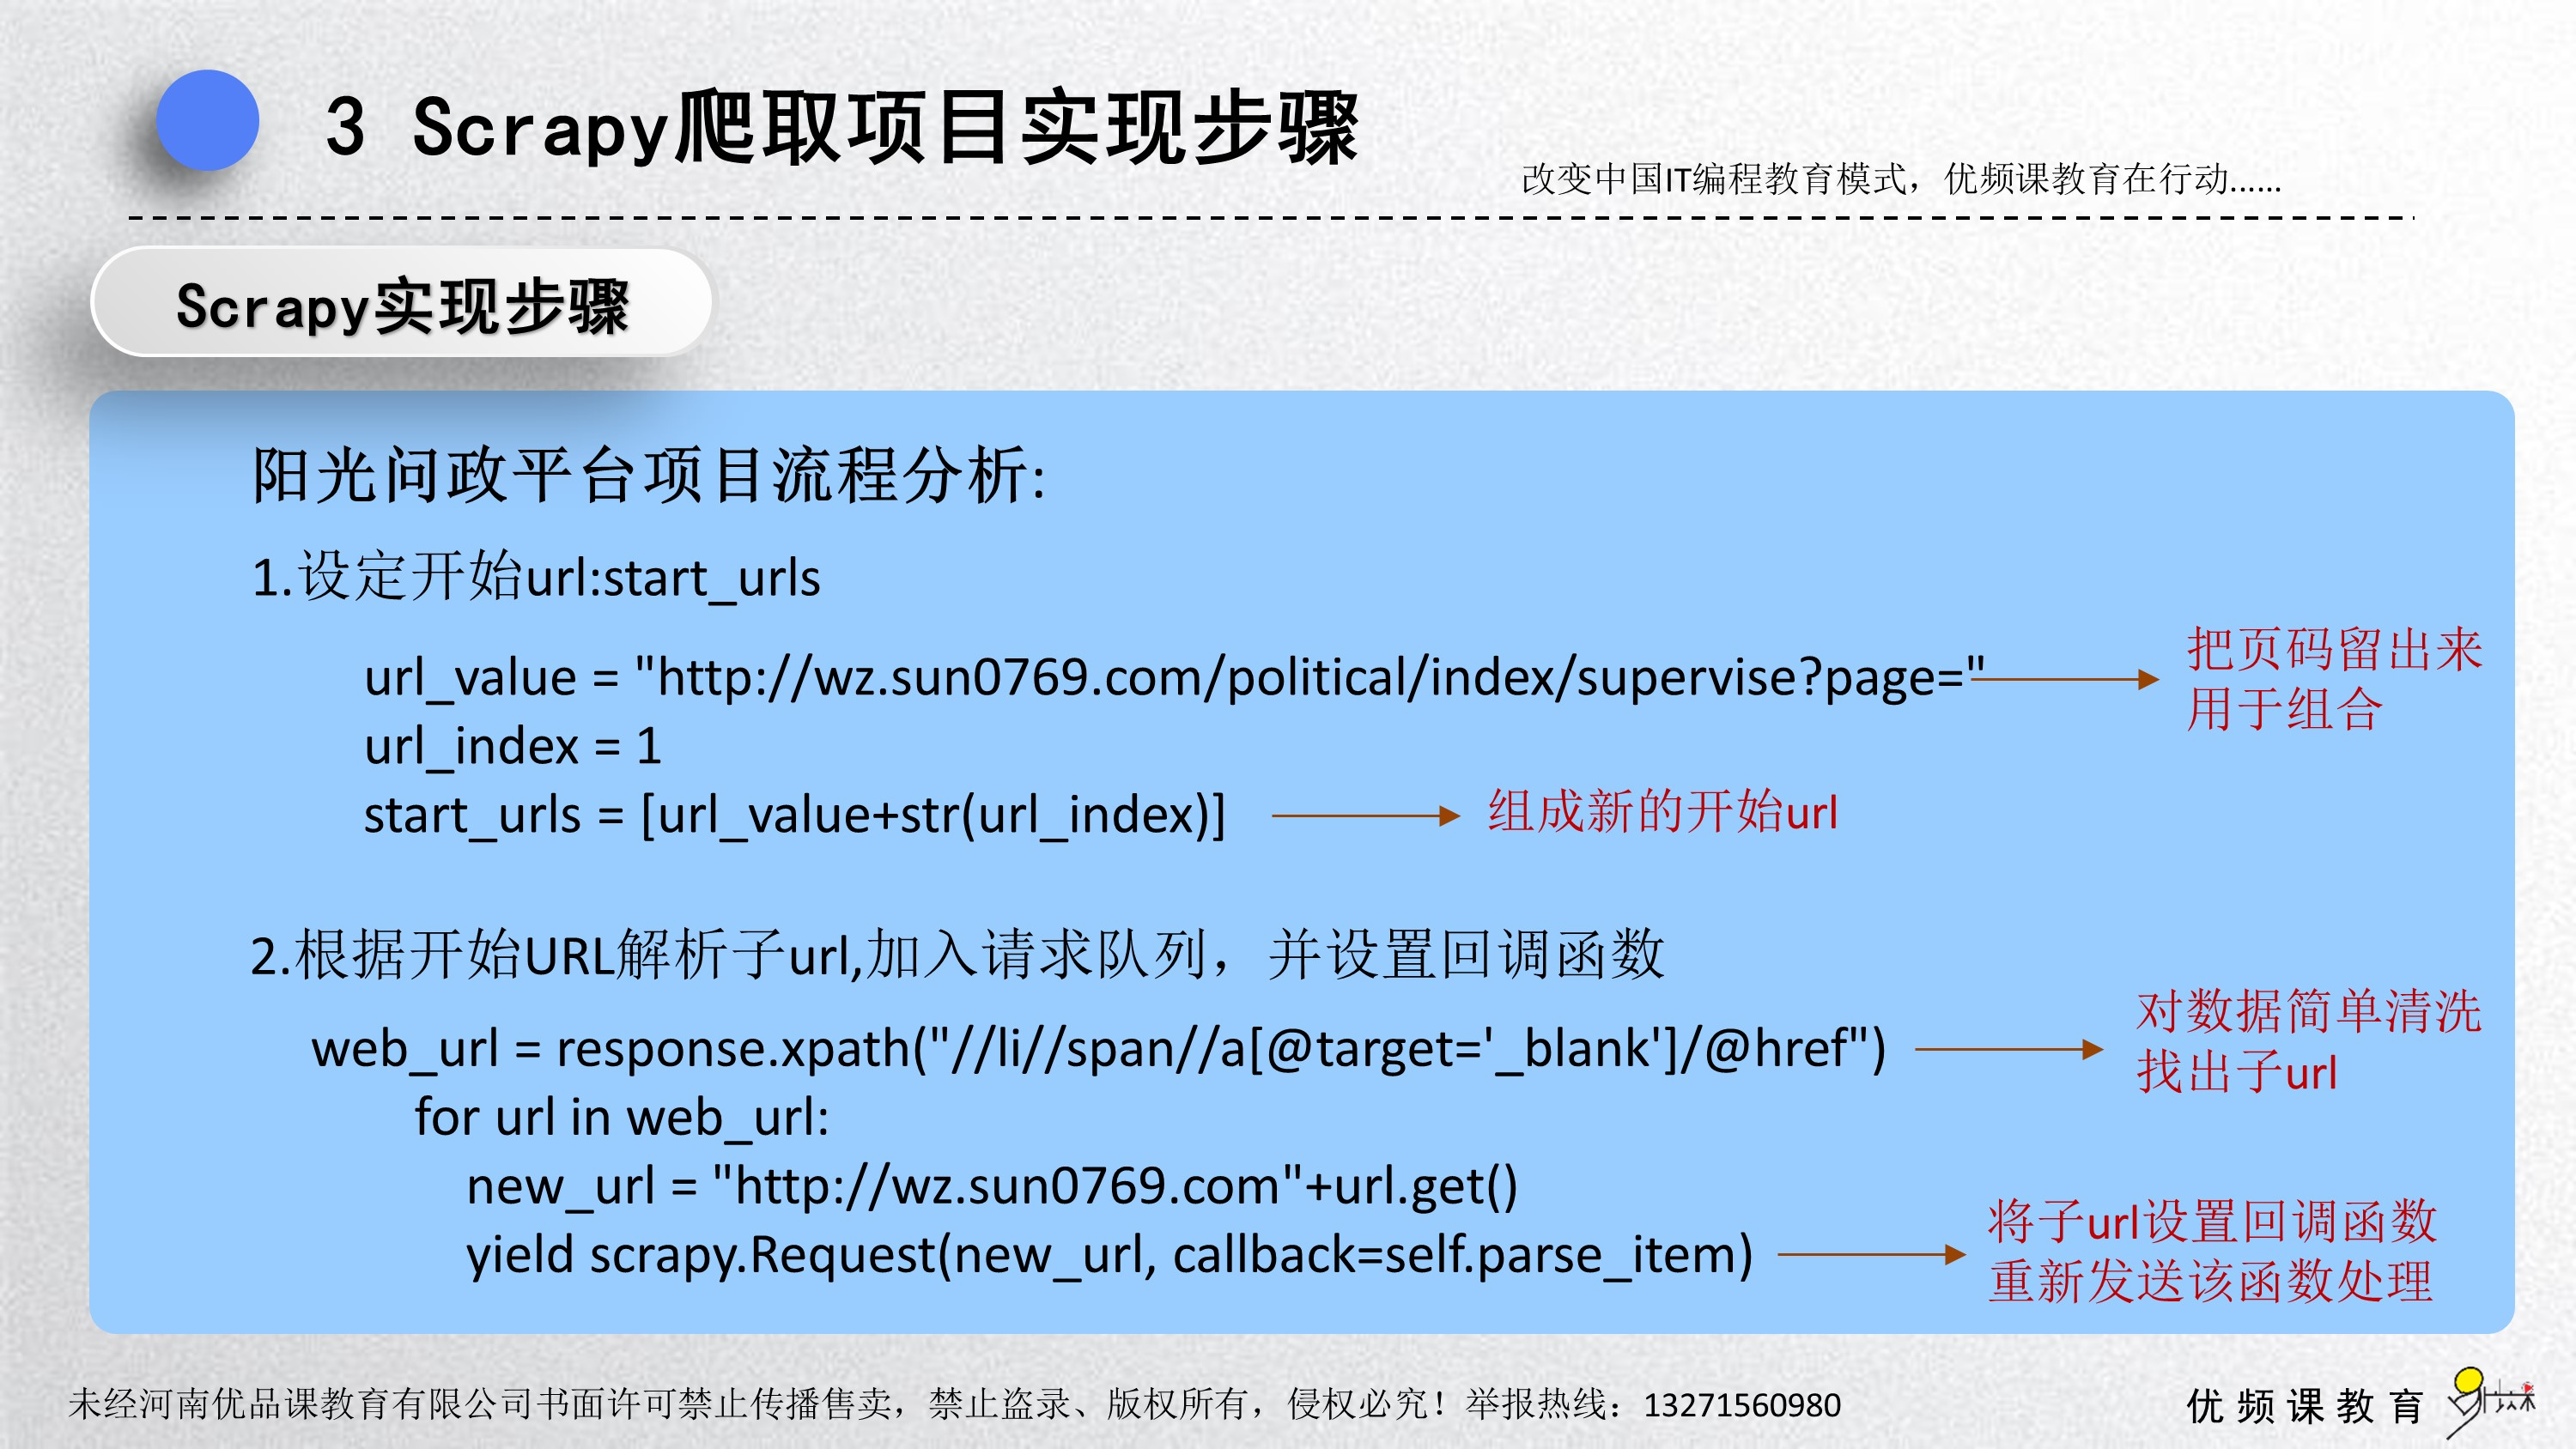 3 Scrapy爬取项目实现步骤
改变中国IT编程教育模式，优频课教育在行动......
Scrapy实现步骤
阳光问政平台项目流程分析:
1.设定开始url:start_urls
url_value = "http://wz.sun0769.com/political/index/supervise?page="
把页码留出来
用于组合
url_index = 1
start_urls = [url_value+str(url_index)]
组成新的开始url
2.根据开始URL解析子url,加入请求队列，并设置回调函数
web_url = response.xpath("//li//span//a[@target='_blank']/@href")
对数据简单清洗
找出子url
for url in web_url:
new_url = "http://wz.sun0769.com"+url.get()
yield scrapy.Request(new_url, callback=self.parse_item)
将子url设置回调函数
重新发送该函数处理
未经河南优品课教育有限公司书面许可禁止传播售卖，禁止盗录、版权所有，侵权必究！举报热线：13271560980
优频课教育